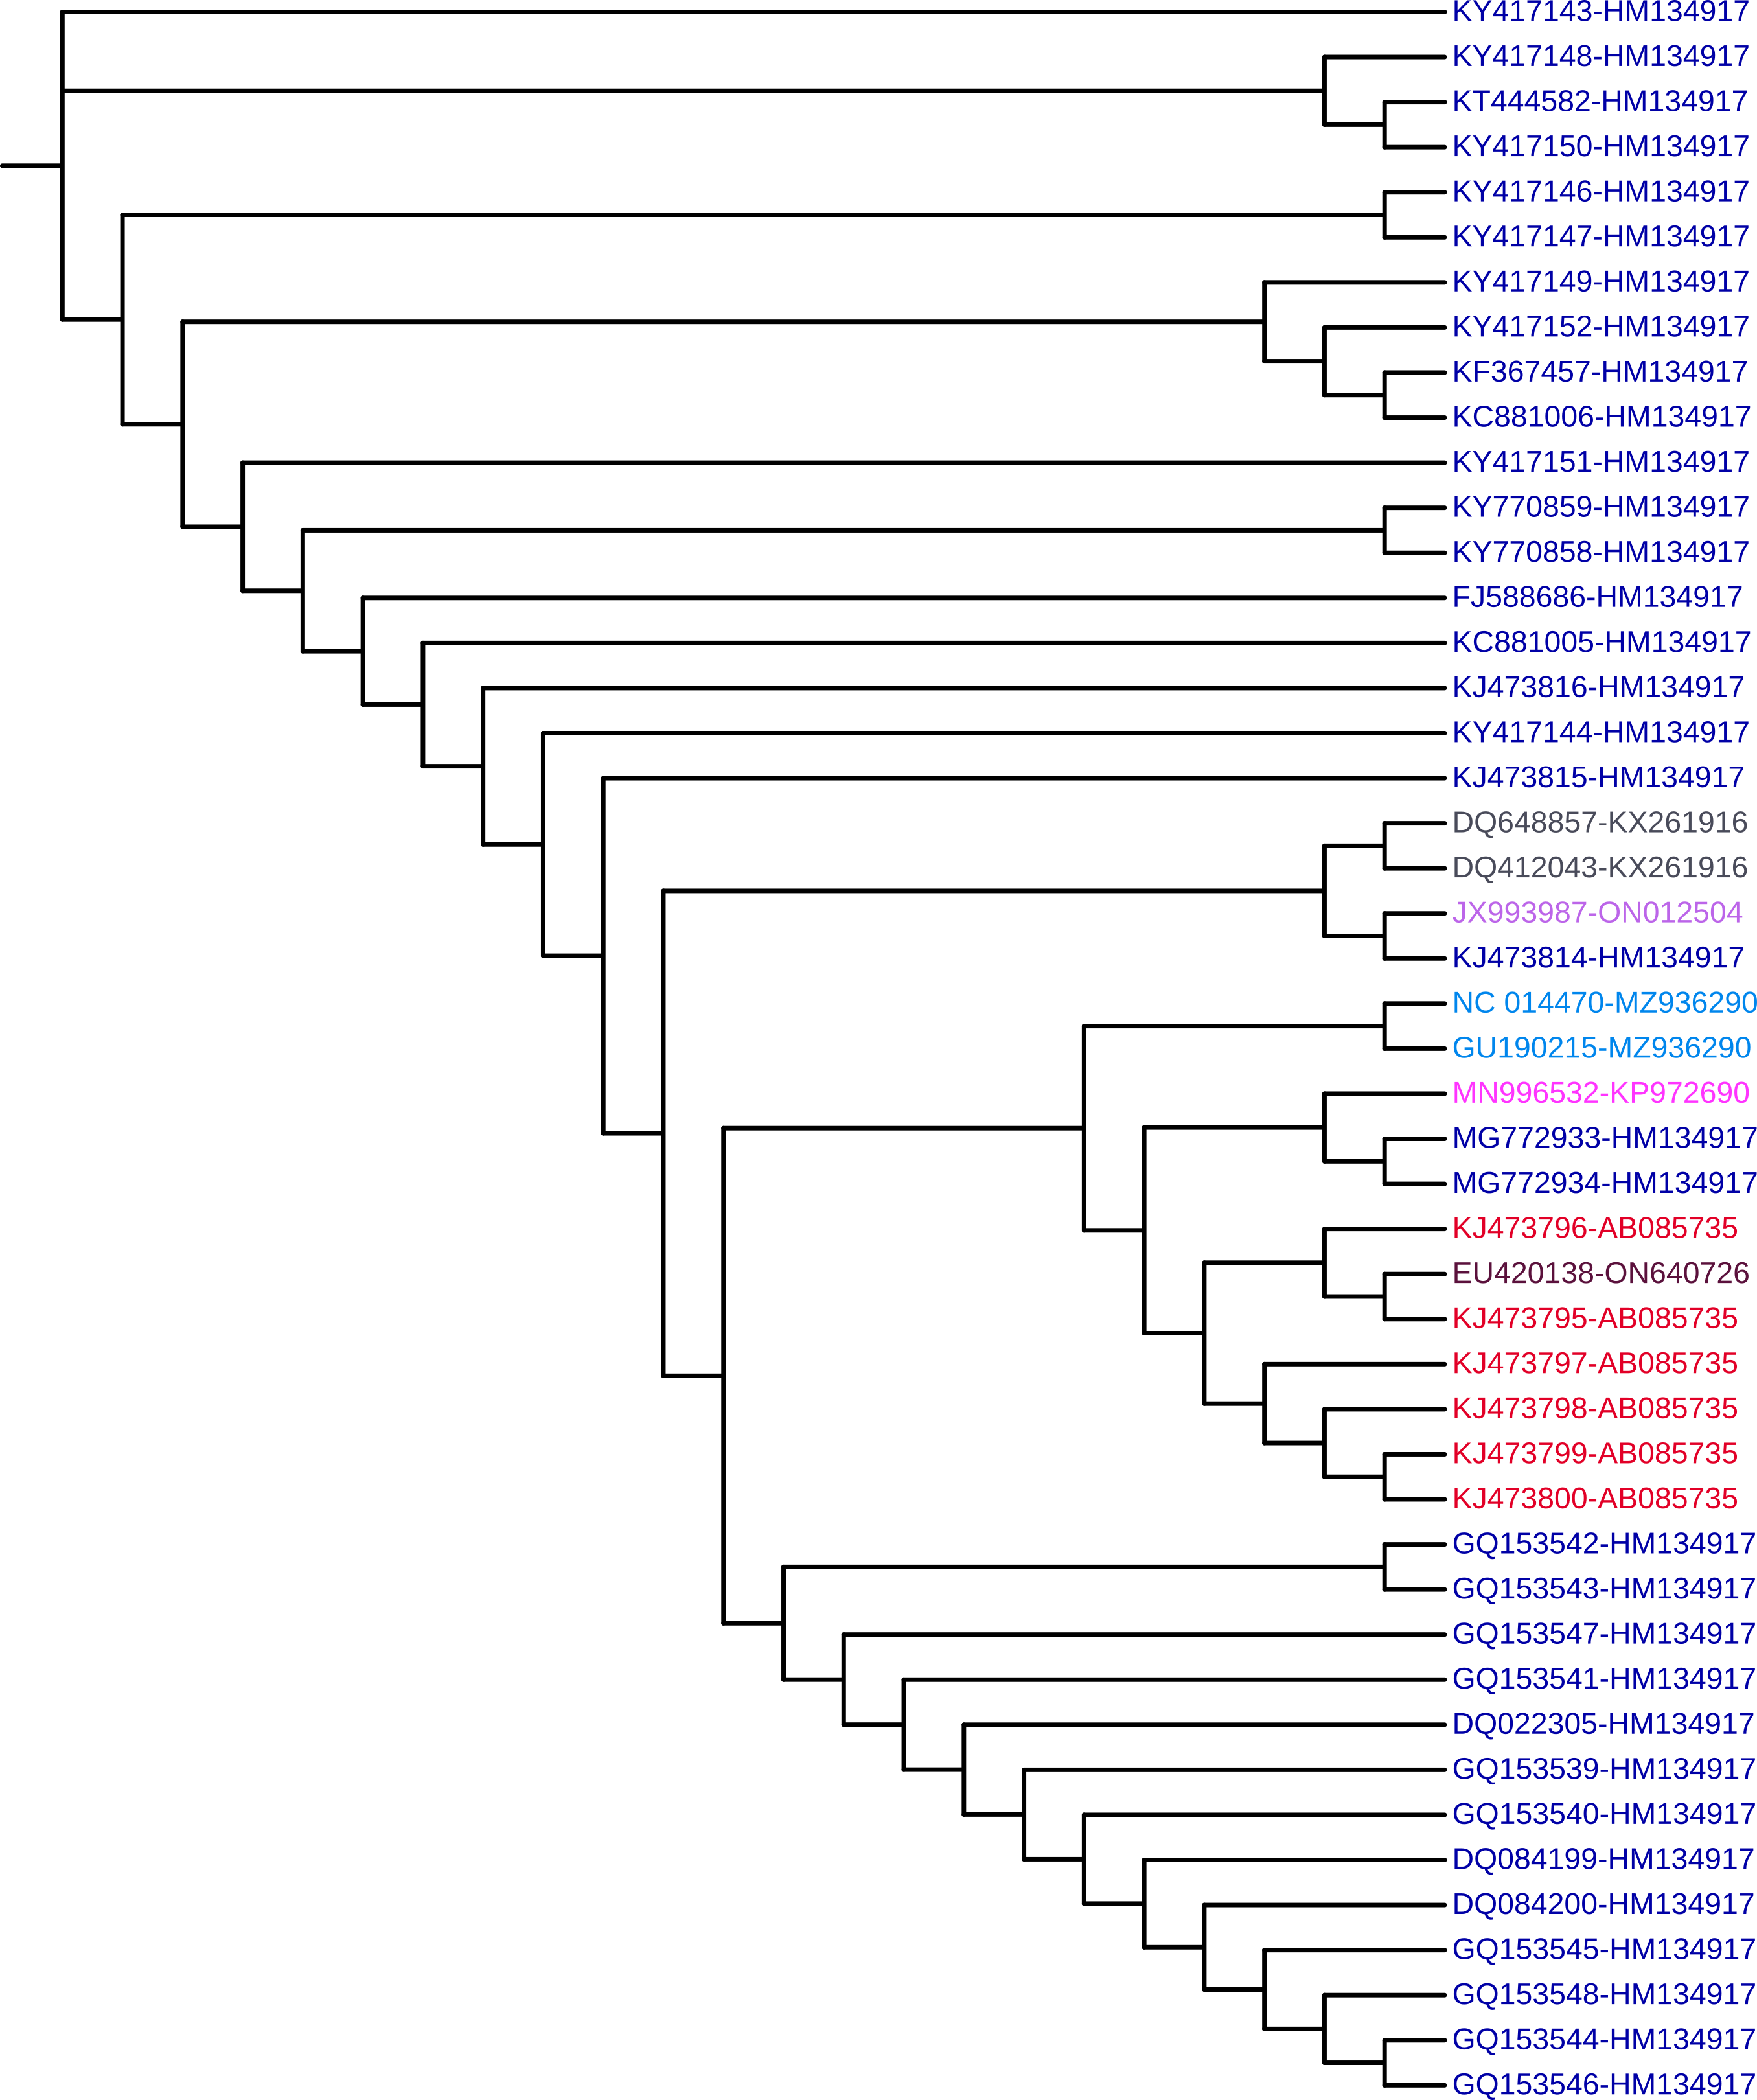 KY417143-HM134917
KY417148-HM134917
KT444582-HM134917
KY417150-HM134917
KY417146-HM134917
KY417147-HM134917
KY417149-HM134917
KY417152-HM134917
KF367457-HM134917
KC881006-HM134917
KY417151-HM134917
KY770859-HM134917
KY770858-HM134917
FJ588686-HM134917
KC881005-HM134917
KJ473816-HM134917
KY417144-HM134917
KJ473815-HM134917
DQ648857-KX261916
DQ412043-KX261916
JX993987-ON012504
KJ473814-HM134917
NC 014470-MZ936290
GU190215-MZ936290
MN996532-KP972690
MG772933-HM134917
MG772934-HM134917
KJ473796-AB085735
EU420138-ON640726
KJ473795-AB085735
KJ473797-AB085735
KJ473798-AB085735
KJ473799-AB085735
KJ473800-AB085735
GQ153542-HM134917
GQ153543-HM134917
GQ153547-HM134917
GQ153541-HM134917
DQ022305-HM134917
GQ153539-HM134917
GQ153540-HM134917
DQ084199-HM134917
DQ084200-HM134917
GQ153545-HM134917
GQ153548-HM134917
GQ153544-HM134917
GQ153546-HM134917